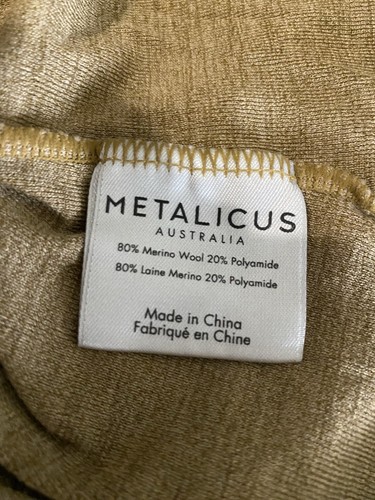 METALICUS
AUSTRALIA
80% Merino Wool 20% Polyamide
80% Laine Merino 20% Polyamide
Made in China
Fabriqué en Chine